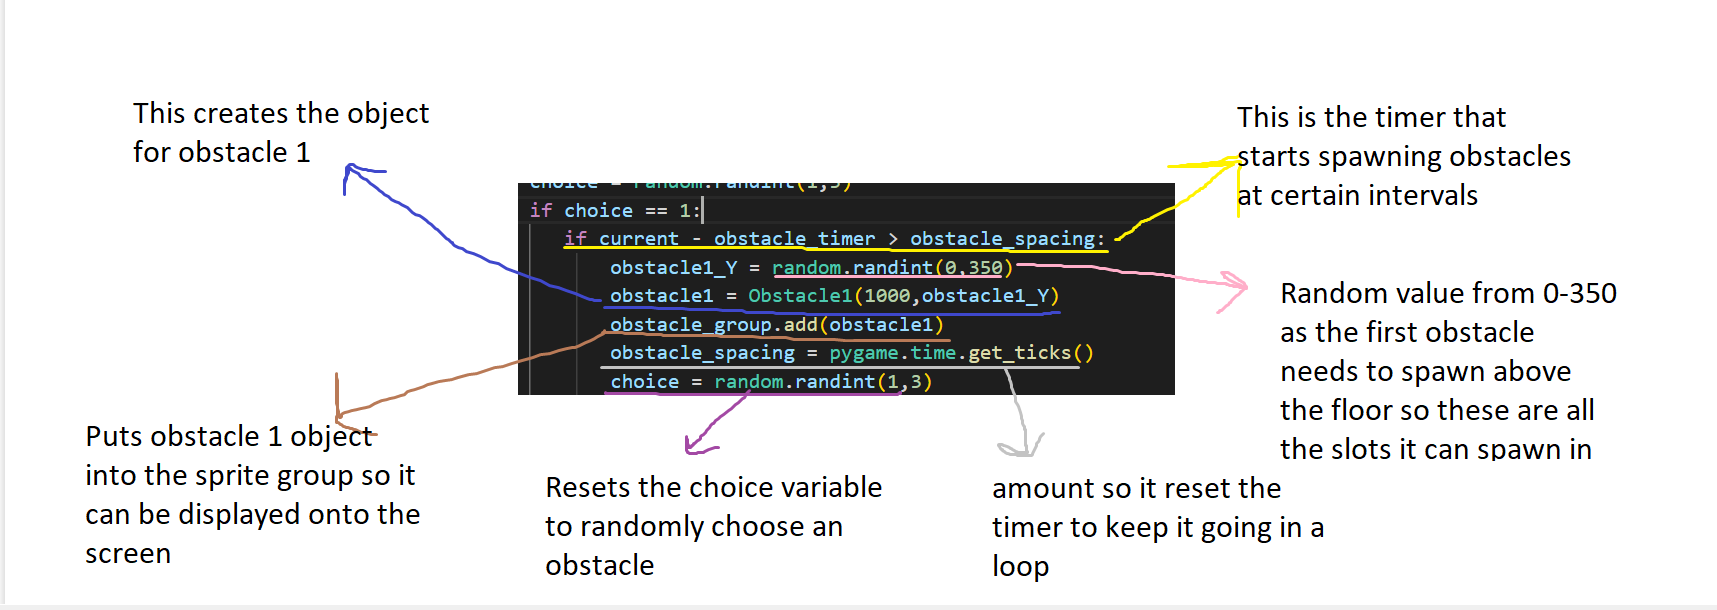 This creates the object
for obstacle 1
This is the timer that
starts spawning obstacles
at certain intervals
choice = random.randint(1,3)
if choice == 1:
if current - obstacle_timer > obstacle_spacing:
obstacle1_Y = random.randint(0,350)
obstacle1 = Obstacle1(1000,obstacle1_Y)
obstacle_group.add(obstacle1)
obstacle_spacing = pygame.time.get_ticks()
choice = random.randint(1,3)
Random value from 0-350
as the first obstacle
needs to spawn above
the floor so these are all
the slots it can spawn in
Puts obstacle 1 object
into the sprite group so it
can be displayed onto the
screen
Resets the choice variable
to randomly choose an
obstacle
amount so it reset the
timer to keep it going in a
loop